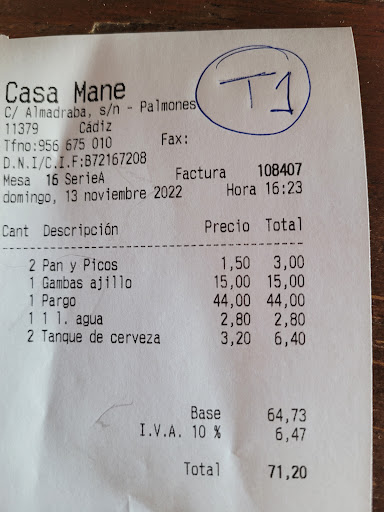 Casa Mane
T1
C/ Almadraba, s/n - Palmones
11379 Cádiz
Tfno:956 675 010 Fax:
D.N.I/C.I.F:B72167208
Mesa 16 SerieA Factura 108407
domingo, 13 noviembre 2022 Hora 16:23
Cant Descripción Precio Total
2 Pan y Picos 1,50 3,00
1 Gambas ajillo 15,00 15,00
1 Pargo 44,00 44,00
1 1 l. agua 2,80 2,80
2 Tanque de cerveza 3,20 6,40
Base 64,73
I.V.A. 10 % 6,47
Total 71,20